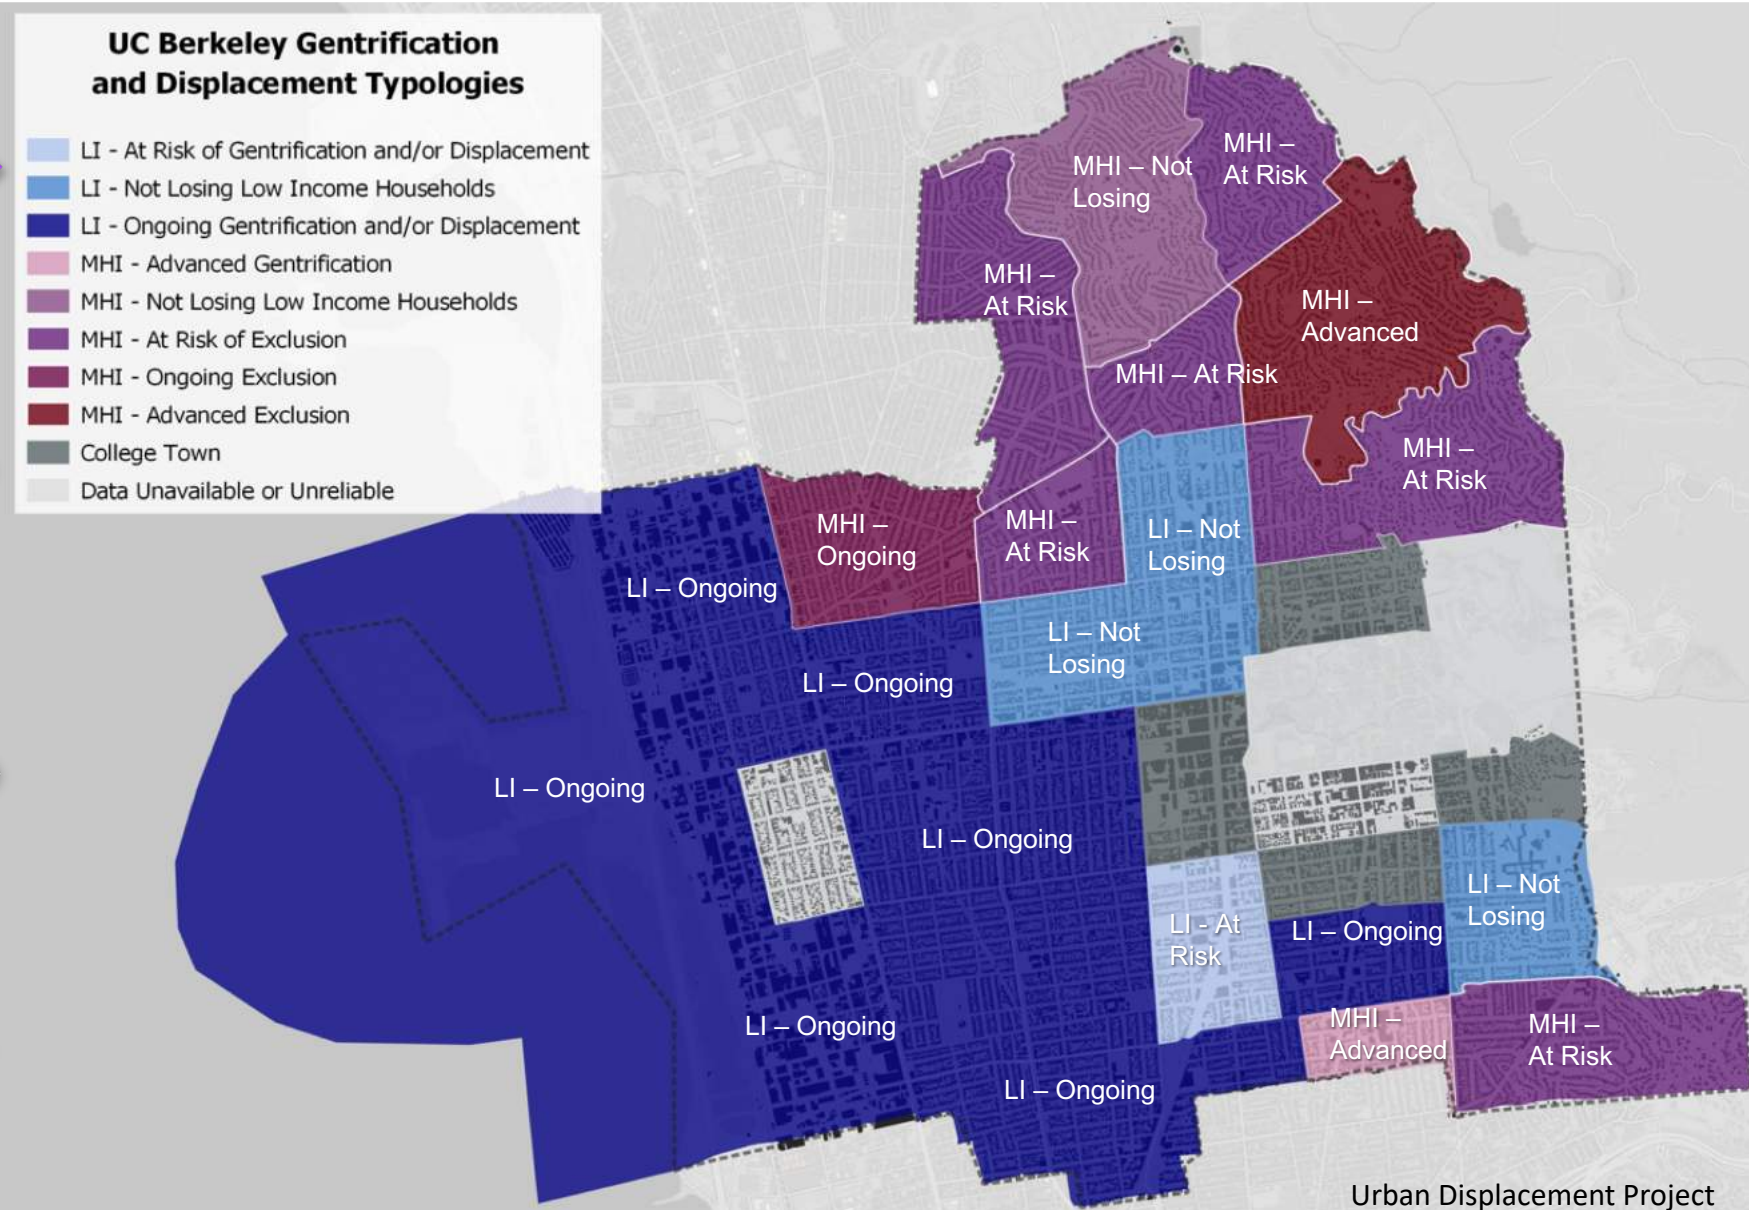 UC Berkeley Gentrification
and Displacement Typologies
LI - At Risk of Gentrification and/or Displacement
LI - Not Losing Low Income Households
LI - Ongoing Gentrification and/or Displacement
MHI - Advanced Gentrification
MHI - Not Losing Low Income Households
MHI - At Risk of Exclusion
MHI - Ongoing Exclusion
MHI - Advanced Exclusion
College Town
Data Unavailable or Unreliable
MHI –
At Risk
MHI – Not
Losing
MHI –
At Risk
MHI –
Advanced
MHI – At Risk
MHI –
At Risk
MHI –
Ongoing
MHI –
At Risk
LI – Not
Losing
LI – Ongoing
LI – Not
Losing
LI – Ongoing
LI – Ongoing
LI – Ongoing
LI – Not
Losing
LI - At
Risk
LI – Ongoing
LI – Ongoing
MHI –
Advanced
MHI –
At Risk
LI – Ongoing
Urban Displacement Project